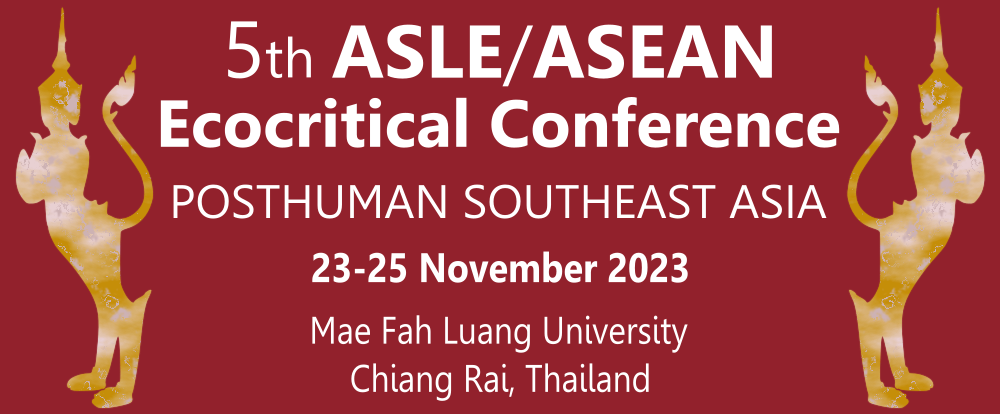 5th ASLE/ASEAN
Ecocritical Conference
POSTHUMAN SOUTHEAST ASIA
23-25 November 2023
Mae Fah Luang University
Chiang Rai, Thailand